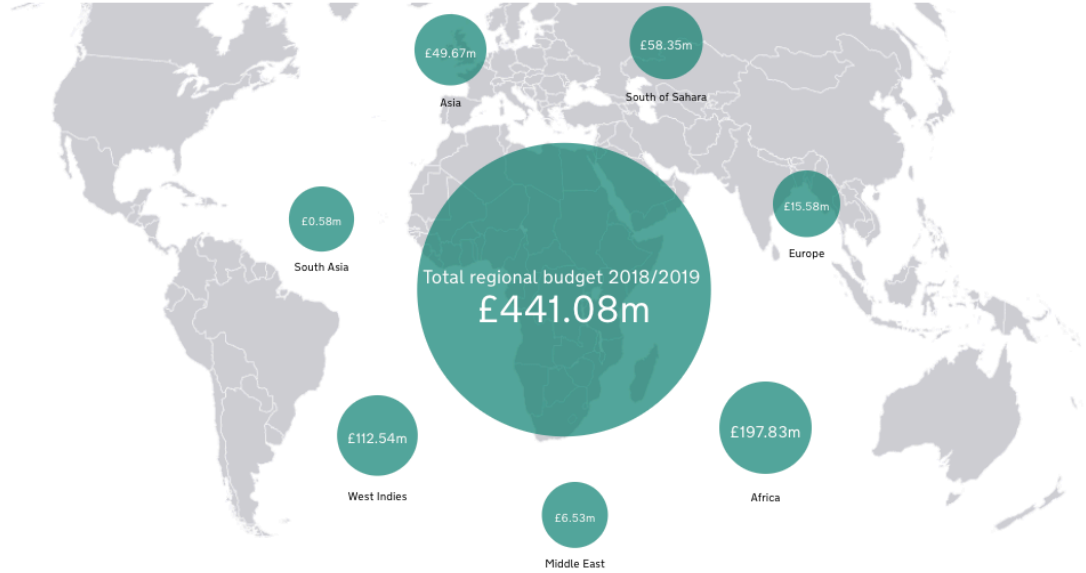 £49.67m
Asia
£58.35m
South of Sahara
£0.58m
South Asia
£15.58m
Europe
Total regional budget 2018/2019
£441.08m
£112.54m
West Indies
£197.83m
Africa
£6.53m
Middle East